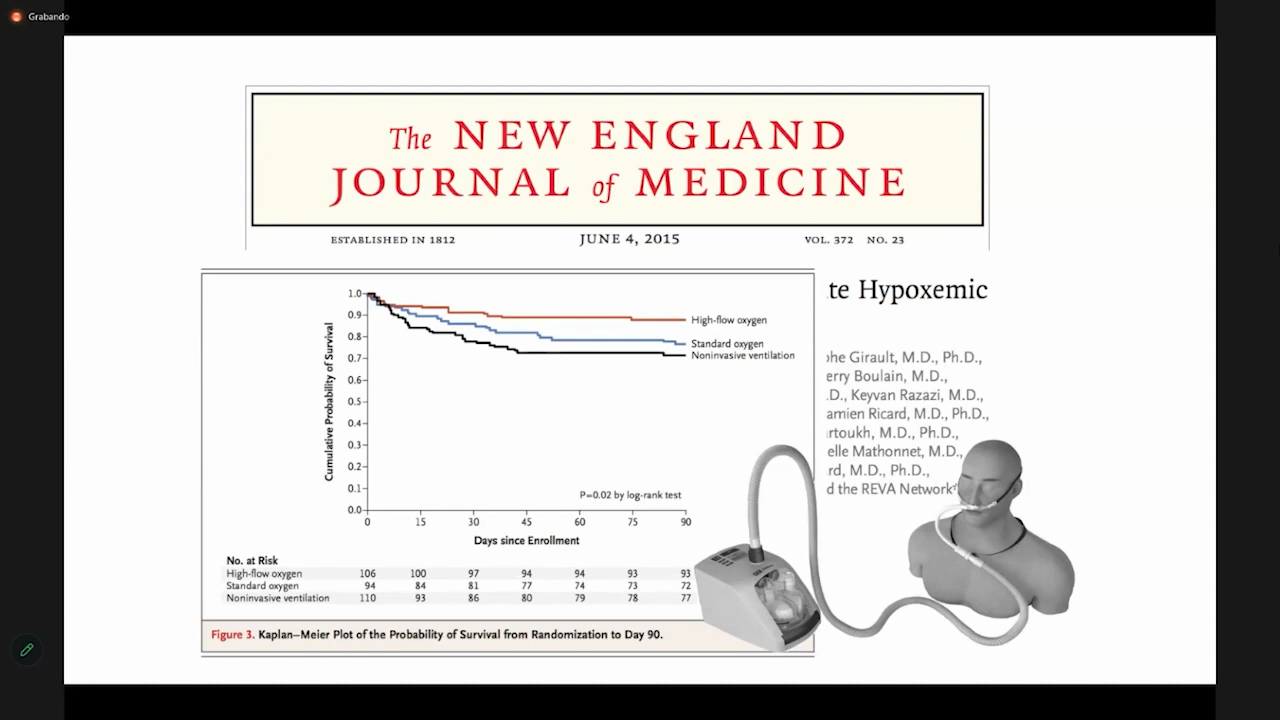 Grabando
The NEW ENGLAND
JOURNAL of MEDICINE
ESTABLISHED IN 1812 JUNE 4, 2015 VOL. 372 NO. 23
te Hypoxemic
phe Girault, M.D., Ph.D.,
erry Boulain, M.D.,
.D., Keyvan Razazi, M.D.,
amien Ricard, M.D., Ph.D.,
rtoukh, M.D., Ph.D.,
elle Mathonnet, M.D.,
rd, M.D., Ph.D.,
d the REVA Network
Cumulative Probability of Survival
1.0
0.9
0.8
0.7
0.6
0.5
0.4
0.3
0.2
0.1
0.0
High-flow oxygen
Standard oxygen
Noninvasive ventilation
P=0.02 by log-rank test
0 15 30 45 60 75 90
Days since Enrollment
No. at Risk
High-flow oxygen 106 100 97 94 94 93 93
Standard oxygen 94 84 81 77 74 73 72
Noninvasive ventilation 110 93 86 80 79 78 77
Figure 3. Kaplan–Meier Plot of the Probability of Survival from Randomization to Day 90.